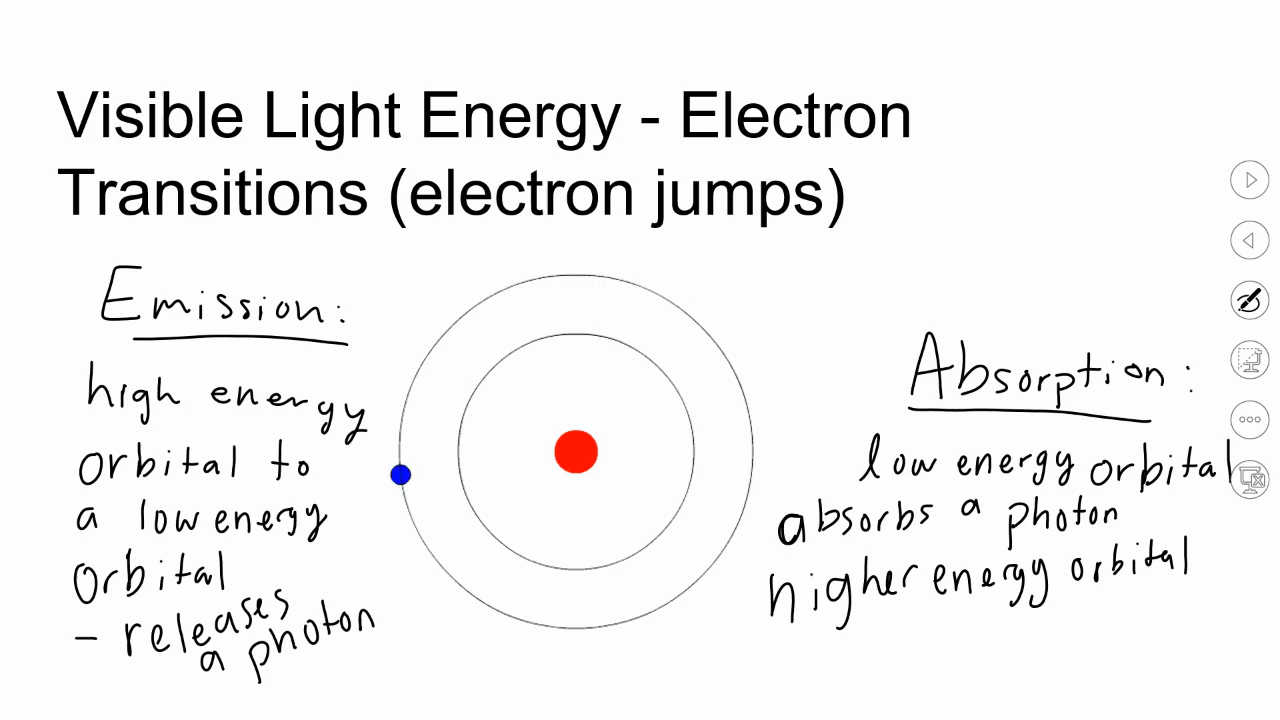 Visible Light Energy - Electron
Transitions (electron jumps)
Emission:
high energy
orbital to
a low energy
orbital
- releases
a photon
Absorption:
low energy orbital
absorbs a photon
higher energy orbital